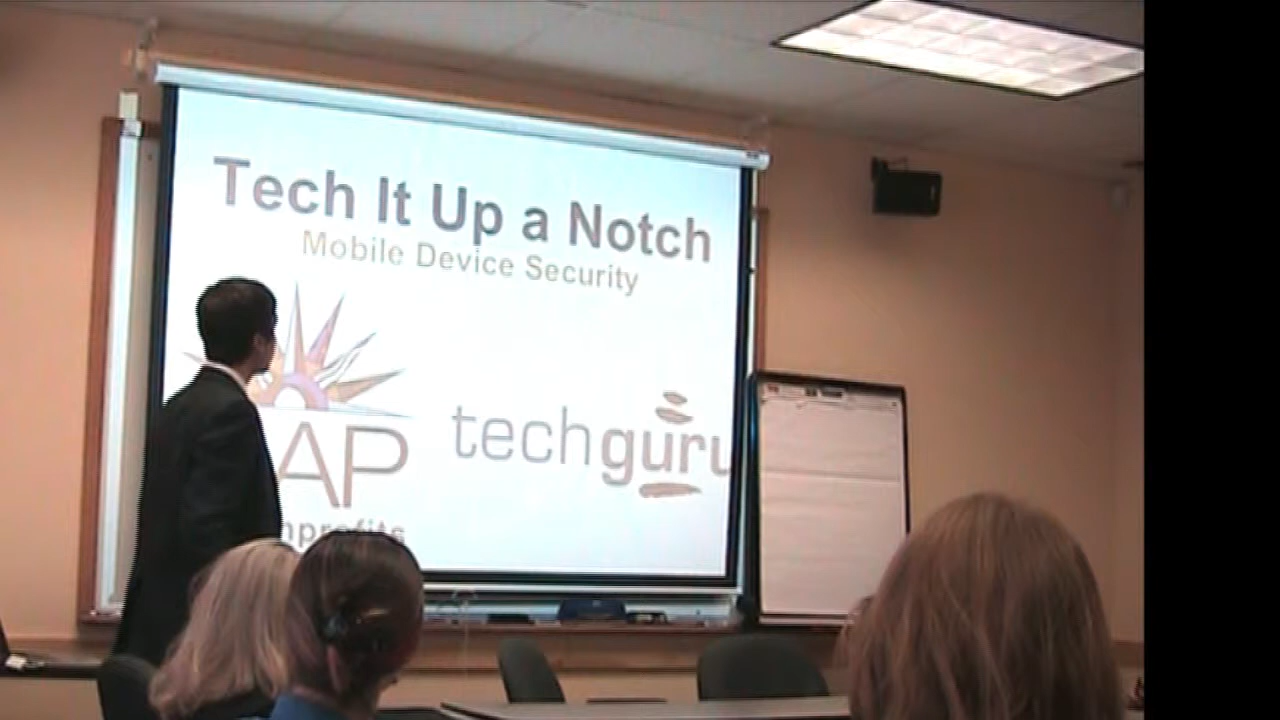 Tech It Up a Notch
Mobile Device Security
AP
techguru
nprofits